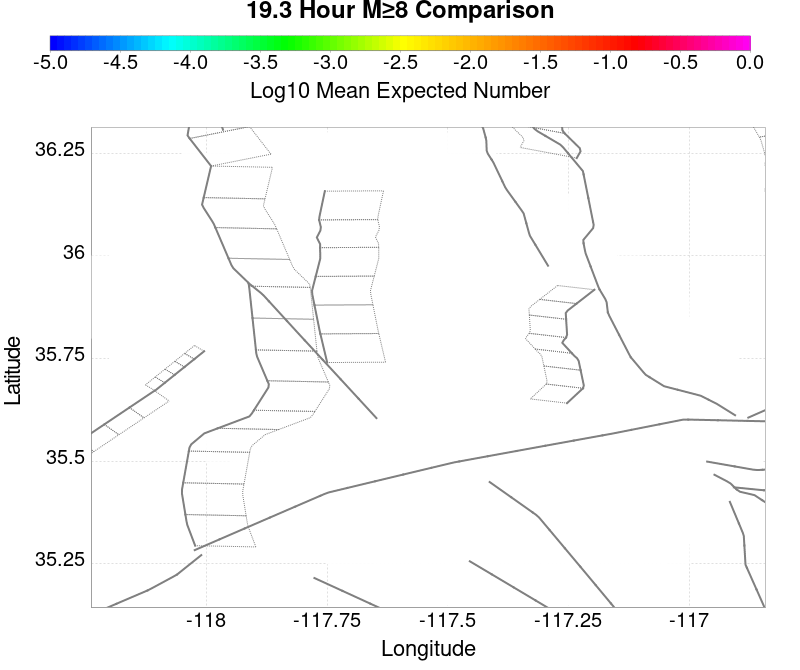 19.3 Hour M≥8 Comparison
-5.0 -4.5 -4.0 -3.5 -3.0 -2.5 -2.0 -1.5 -1.0 -0.5 0.0
Log10 Mean Expected Number
36.25
36
35.75
35.5
35.25
Latitude
-118 -117.75 -117.5 -117.25 -117
Longitude